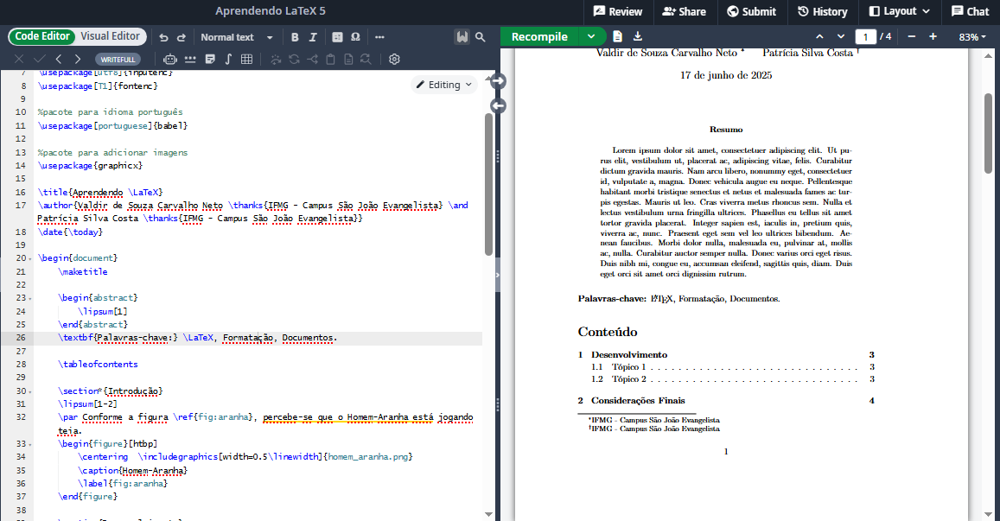 Aprendendo LaTeX 5
Review
Share
Submit
History
Layout
Chat
Code Editor
Visual Editor
Normal text
B
I
Ω
Recompile
1 / 4
83%
WRITEFULL
Editing
7 \usepackage[utf8]{inputenc}
8 \usepackage[T1]{fontenc}
9
10 %pacote para idioma português
11 \usepackage[portuguese]{babel}
12
13 %pacote para adicionar imagens
14 \usepackage{graphicx}
15
16 \title{Aprendendo \LaTeX}
17 \author{Valdir de Souza Carvalho Neto \thanks{IFMG - Campus São João Evangelista} \and
Patrícia Silva Costa \thanks{IFMG - Campus São João Evangelista}}
18 \date{\today}
19
20 \begin{document}
21 \maketitle
22
23 \begin{abstract}
24 \lipsum[1]
25 \end{abstract}
26 \textbf{Palavras-chave:} \LaTeX, Formatação, Documentos.
27
28 \tableofcontents
29
30 \section*{Introdução}
31 \lipsum[1-2]
32 \par Conforme a figura \ref{fig:aranha}, percebe-se que o Homem-Aranha está jogando
teia.
33 \begin{figure}[htbp]
34 \centering \includegraphics[width=0.5\linewidth]{homem_aranha.png}
35 \caption{Homem-Aranha}
36 \label{fig:aranha}
37 \end{figure}
38
Valdir de Souza Carvalho Neto * Patrícia Silva Costa †
17 de junho de 2025
Resumo
Lorem ipsum dolor sit amet, consectetuer adipiscing elit. Ut pu-
rus elit, vestibulum ut, placerat ac, adipiscing vitae, felis. Curabitur
dictum gravida mauris. Nam arcu libero, nonummy eget, consectetuer
id, vulputate a, magna. Donec vehicula augue eu neque. Pellentesque
habitant morbi tristique senectus et netus et malesuada fames ac tur-
pis egestas. Mauris ut leo. Cras viverra metus rhoncus sem. Nulla et
lectus vestibulum urna fringilla ultrices. Phasellus eu tellus sit amet
tortor gravida placerat. Integer sapien est, iaculis in, pretium quis,
viverra ac, nunc. Praesent eget sem vel leo ultrices bibendum. Ae-
nean faucibus. Morbi dolor nulla, malesuada eu, pulvinar at, mollis
ac, nulla. Curabitur auctor semper nulla. Donec varius orci eget risus.
Duis nibh mi, congue eu, accumsan eleifend, sagittis quis, diam. Duis
eget orci sit amet orci dignissim rutrum.
Palavras-chave: LATEX, Formatação, Documentos.
Conteúdo
1 Desenvolvimento 3
1.1 Tópico 1 . . . . . . . . . . . . . . . . . . . . . . . . . . . . . . 3
1.2 Tópico 2 . . . . . . . . . . . . . . . . . . . . . . . . . . . . . . 3
2 Considerações Finais 4
*IFMG - Campus São João Evangelista
†IFMG - Campus São João Evangelista
1